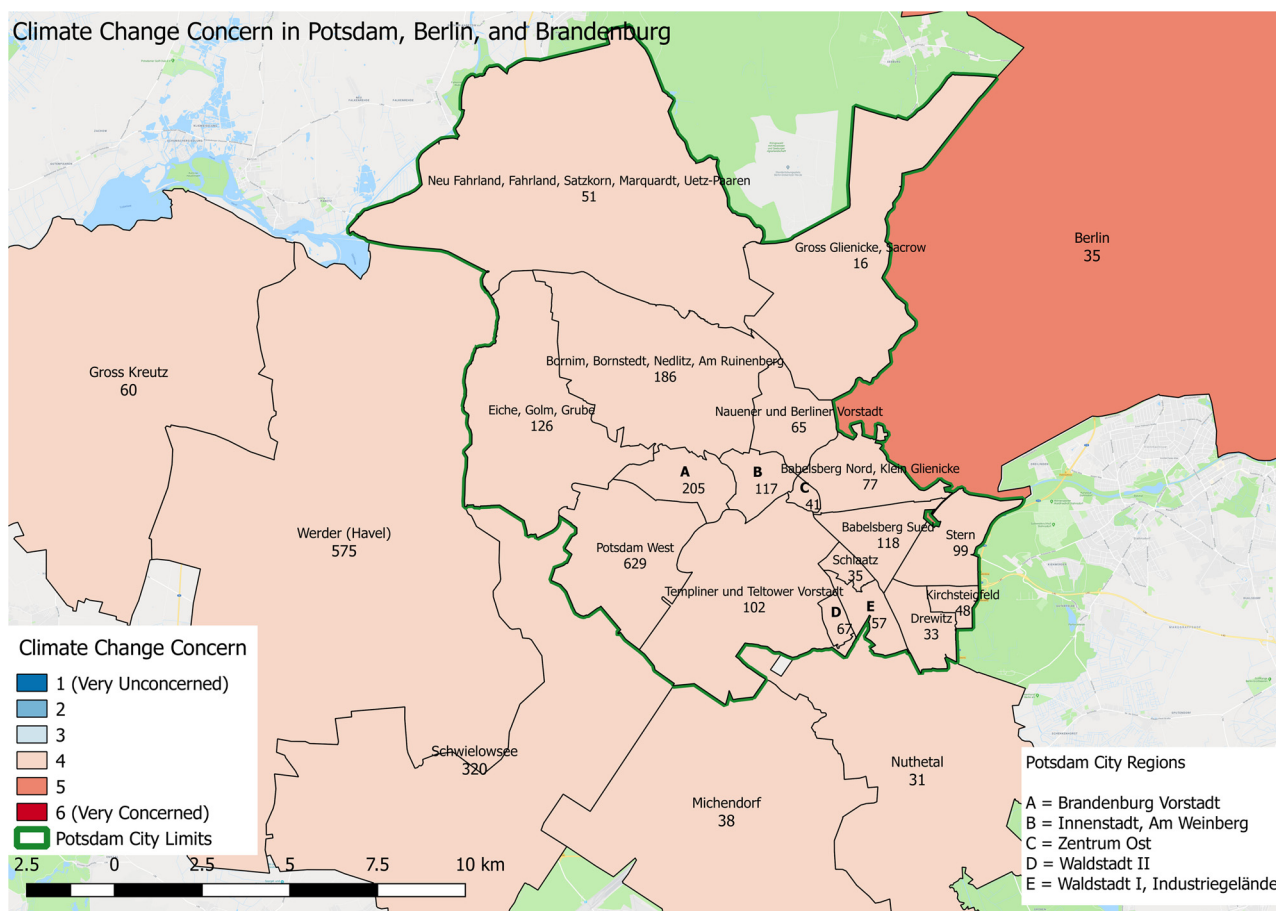 Climate Change Concern in Potsdam, Berlin, and Brandenburg
Neu Fahrland, Fahrland, Satzkorn, Marquardt, Uetz-Paaren
51
Gross Glienicke, Sacrow
16
Berlin
35
Bornim, Bornstedt, Nedlitz, Am Ruinenberg
186
Gross Kreutz
60
Eiche, Golm, Grube
126
Nauener und Berliner Vorstadt
65
A
205
B
117
C
41
Babelsberg Nord, Klein Glienicke
77
Werder (Havel)
575
Potsdam West
629
Babelsberg Sued
118
Stern
99
Schlaatz
35
Templiner und Teltower Vorstadt
102
Kirchsteigfeld
48
D
67
E
57
Drewitz
33
Schwielowsee
320
Michendorf
38
Nuthetal
31
Climate Change Concern
1 (Very Unconcerned)
2
3
4
5
6 (Very Concerned)
Potsdam City Limits
2.5 0 2.5 5 7.5 10 km
Potsdam City Regions
A = Brandenburg Vorstadt
B = Innenstadt, Am Weinberg
C = Zentrum Ost
D = Waldstadt II
E = Waldstadt I, Industriegelände